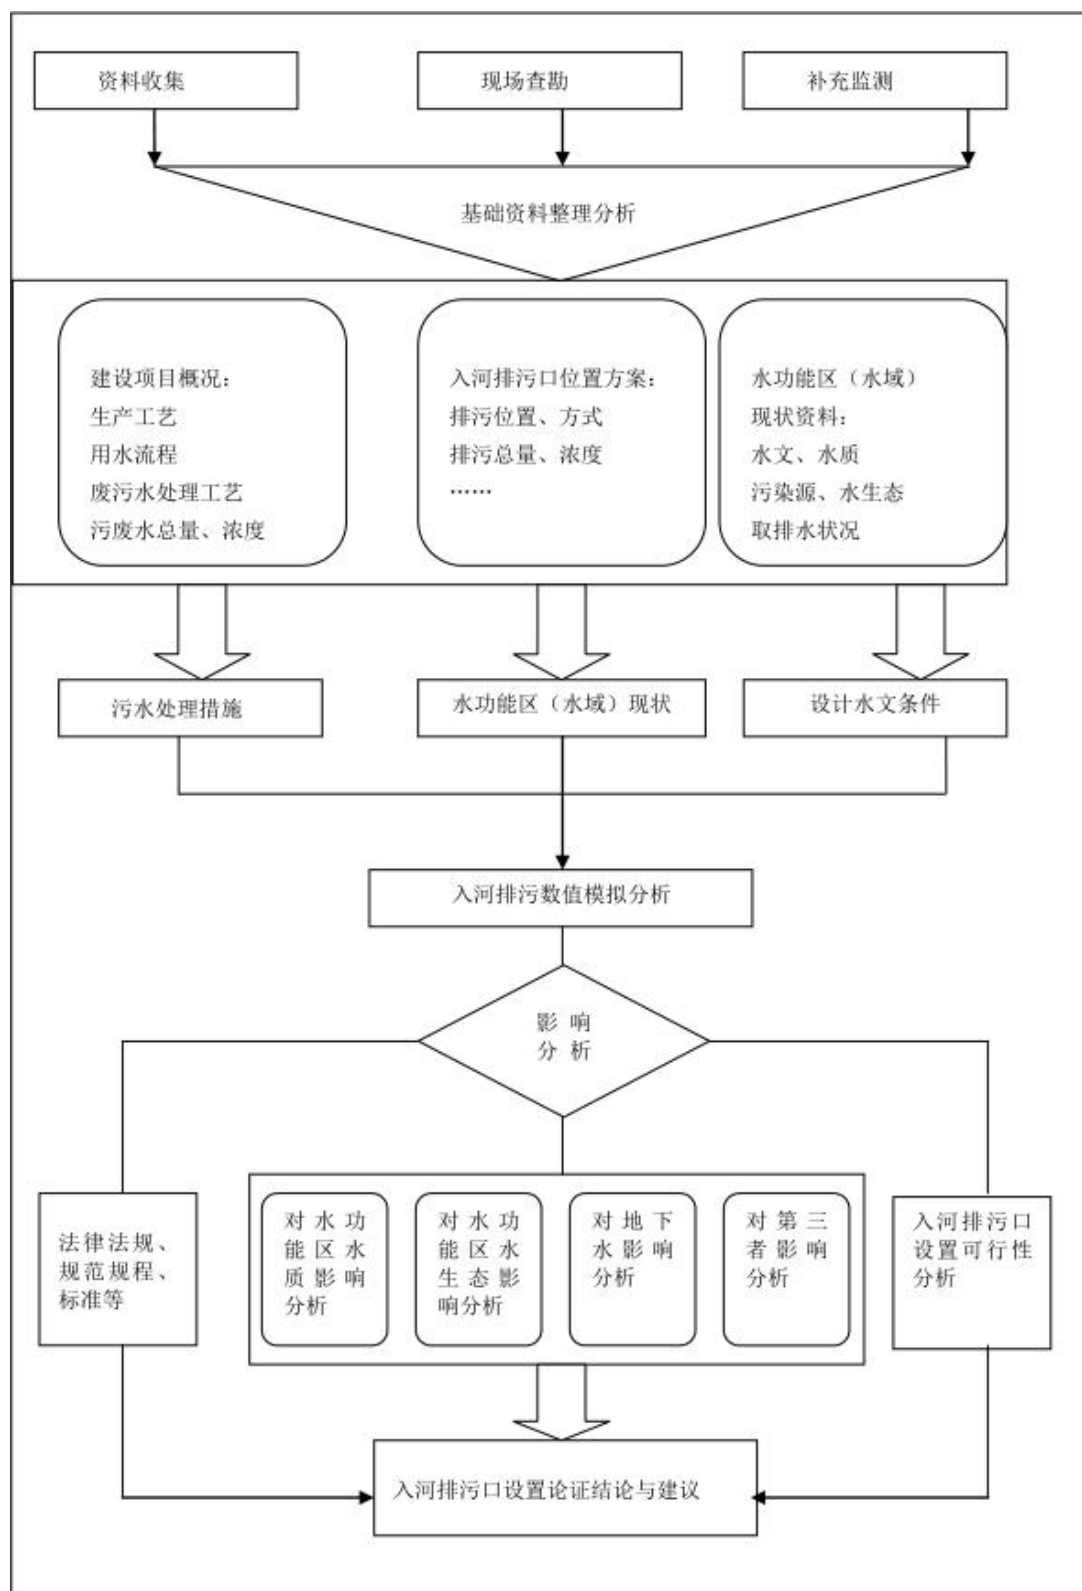 资料收集
现场查勘
补充监测
基础资料整理分析
建设项目概况：
生产工艺
用水流程
废污水处理工艺
污废水总量、浓度
入河排污口位置方案：
排污位置、方式
排污总量、浓度
……
水功能区（水域）
现状资料：
水文、水质
污染源、水生态
取排水状况
污水处理措施
水功能区（水域）现状
设计水文条件
入河排污数值模拟分析
影 响
分 析
法律法规、
规范规程、
标准等
对水功
能区水
质影响
分析
对水功
能区水
生态影
响分析
对地下
水影响
分析
对第三
者影响
分析
入河排污口
设置可行性
分析
入河排污口设置论证结论与建议